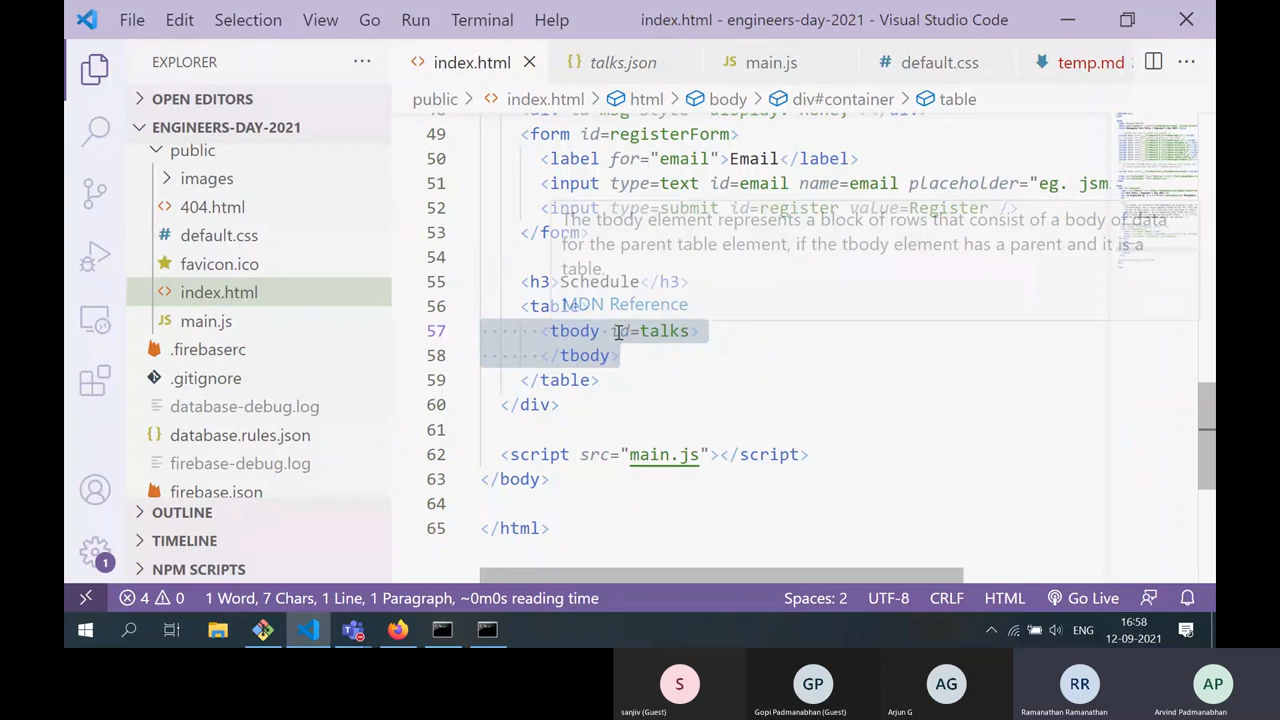 File Edit Selection View Go Run Terminal Help
index.html - engineers-day-2021 - Visual Studio Code
EXPLORER
index.html
talks.json
main.js
default.css
temp.md
OPEN EDITORS
public > index.html > html > body > div#container > table
ENGINEERS-DAY-2021
public
images
404.html
default.css
favicon.ico
index.html
main.js
.firebaserc
.gitignore
database-debug.log
database.rules.json
firebase-debug.log
firebase.json
OUTLINE
TIMELINE
NPM SCRIPTS
49 <form id=registerForm>
50 <label for="email">Email</label>
51 <input type=text id=email name=email placeholder="eg. jsm
52 <input type=submit id=register value=Register />
53 </form>
54
55 <h3>Schedule</h3>
56 <table>
57 <tbody id=talks>
58 </tbody>
59 </table>
60 </div>
61
62 <script src="main.js"></script>
63 </body>
64
65 </html>
The tbody element represents a block of rows that consist of a body of data
for the parent table element, if the tbody element has a parent and it is a
table.
MDN Reference
4 0 1 Word, 7 Chars, 1 Line, 1 Paragraph, ~0m0s reading time
Spaces: 2 UTF-8 CRLF HTML Go Live
1
ENG
16:58
12-09-2021
S
GP
AG
RR
AP
sanjiv (Guest)
Gopi Padmanabhan (Guest)
Arjun G
Ramanathan Ramanathan
Arvind Padmanabhan